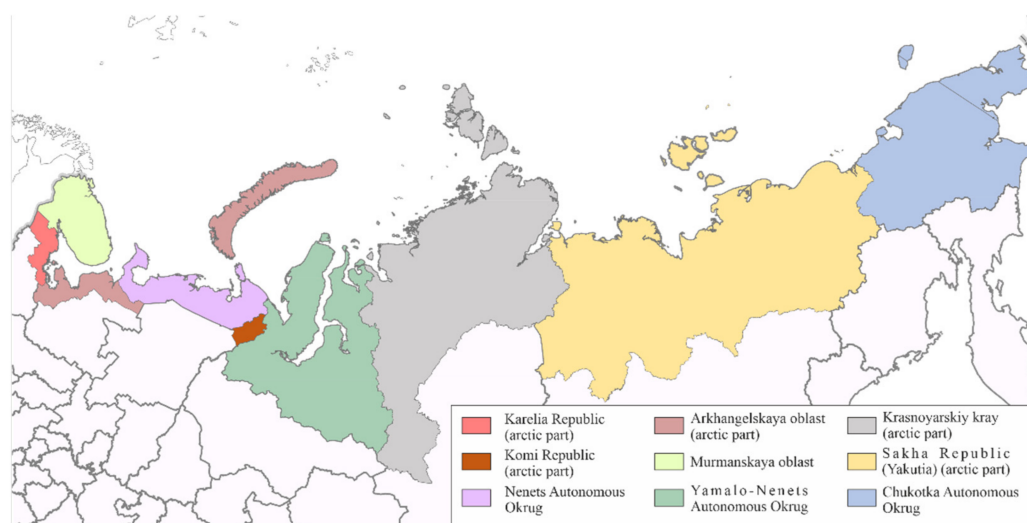 Karelia Republic
(arctic part)
Komi Republic
(arctic part)
Nenets Autonomous
Okrug
Arkhangelskaya oblast
(arctic part)
Murmanskaya oblast
Yamalo-Nenets
Autonomous Okrug
Krasnoyarskiy kray
(arctic part)
Sakha Republic
(Yakutia) (arctic part)
Chukotka Autonomous
Okrug